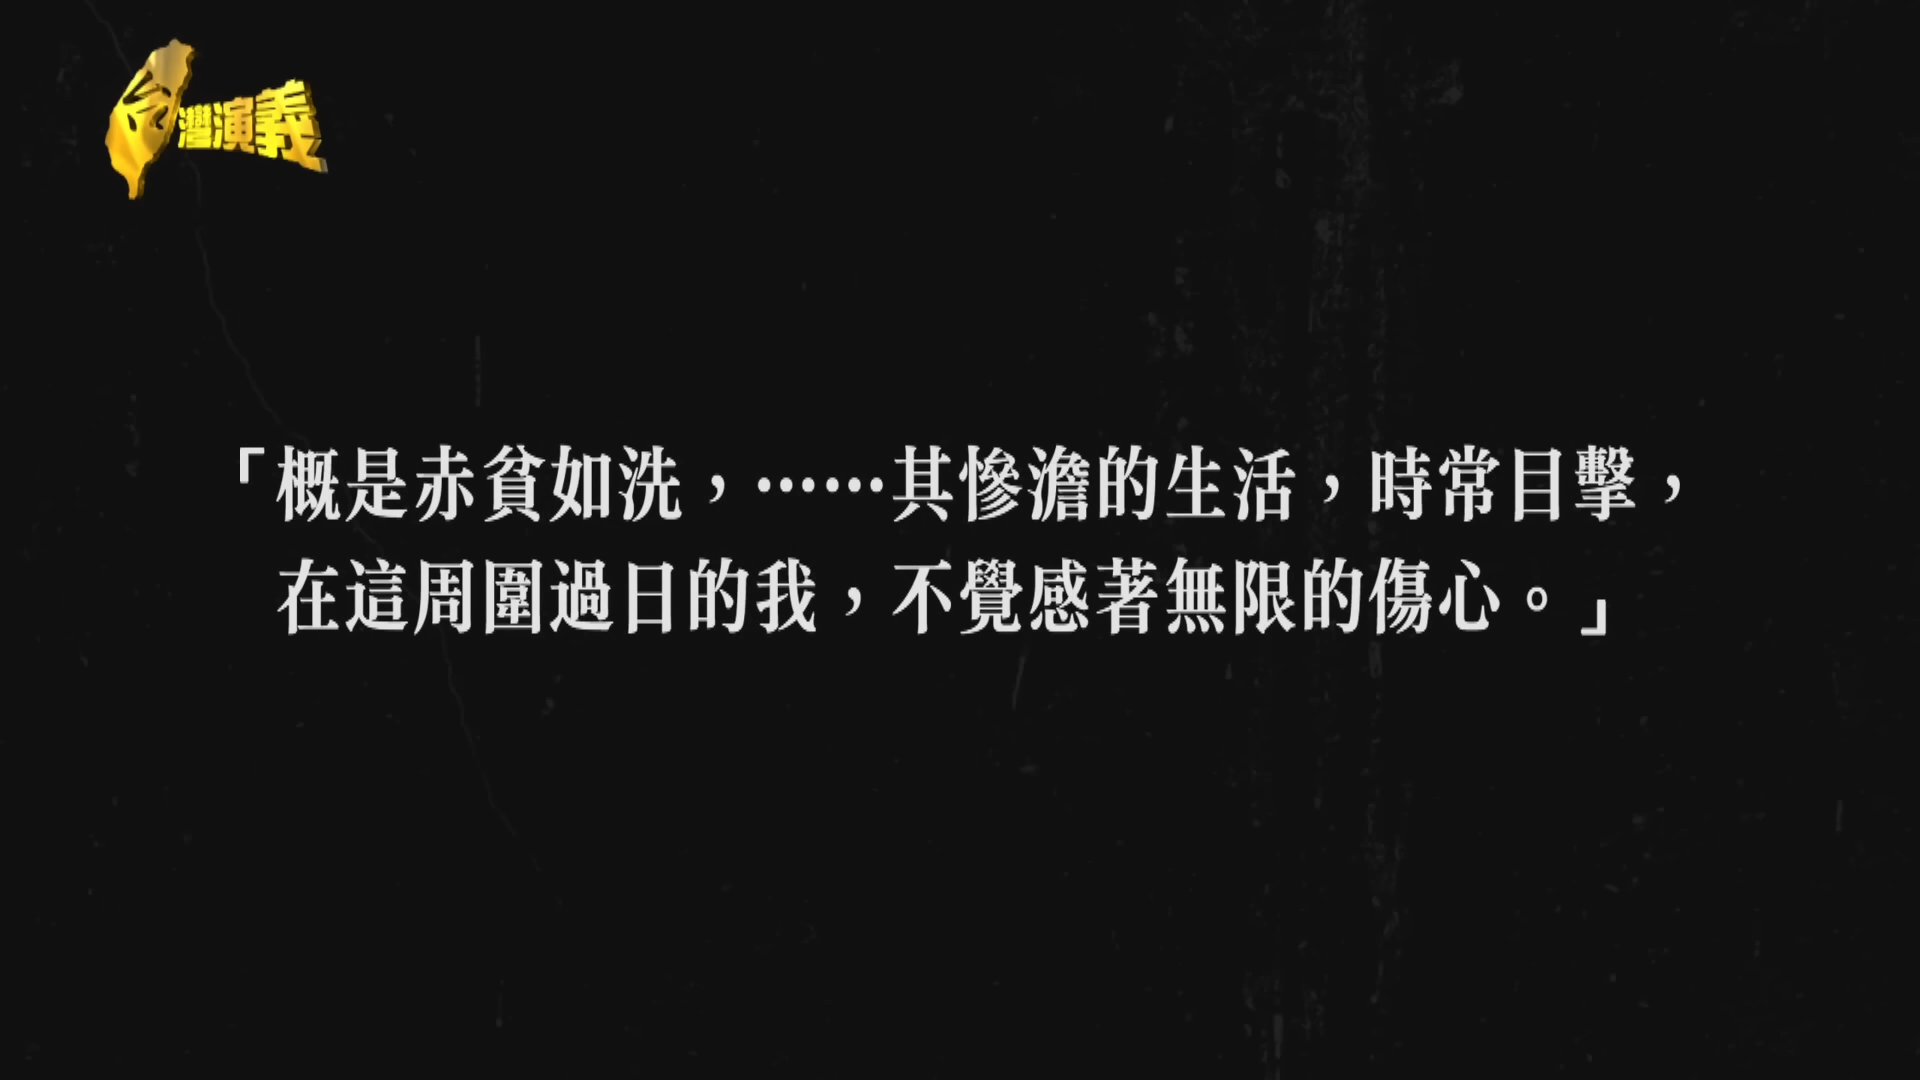 台灣演義
「概是赤貧如洗，⋯⋯其慘澹的生活，時常目擊，
在這周圍過日的我，不覺感著無限的傷心。」